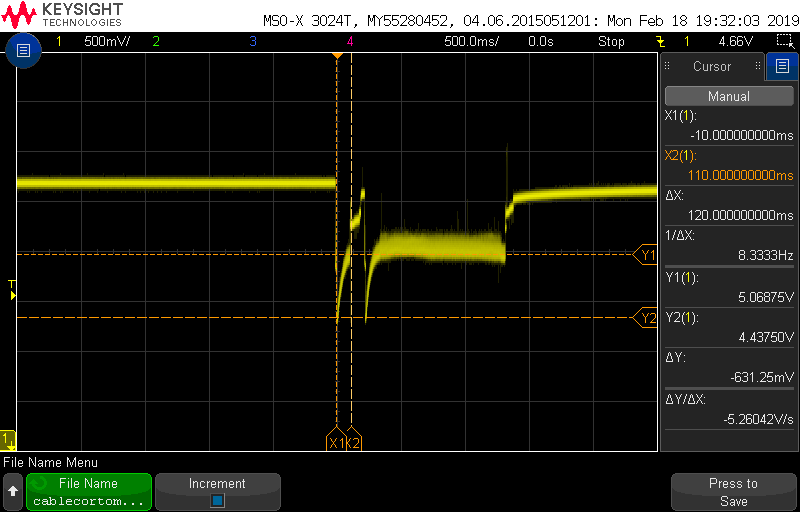 KEYSIGHT
TECHNOLOGIES
MSO-X 3024T, MY55280452, 04.06.2015051201: Mon Feb 18 19:32:03 2019
1 500mV/ 2 3 4 500.0ms/ 0.0s Stop 1 4.66V
Cursor
Manual
X1(1):
-10.000000000ms
X2(1):
110.000000000ms
ΔX:
120.000000000ms
1/ΔX:
8.3333Hz
Y1(1):
5.06875V
Y2(1):
4.43750V
ΔY:
-631.25mV
ΔY/ΔX:
-5.26042V/s
Y1
T
Y2
1
X1 X2
File Name Menu
File Name
cablecortom...
Increment
Press to
Save